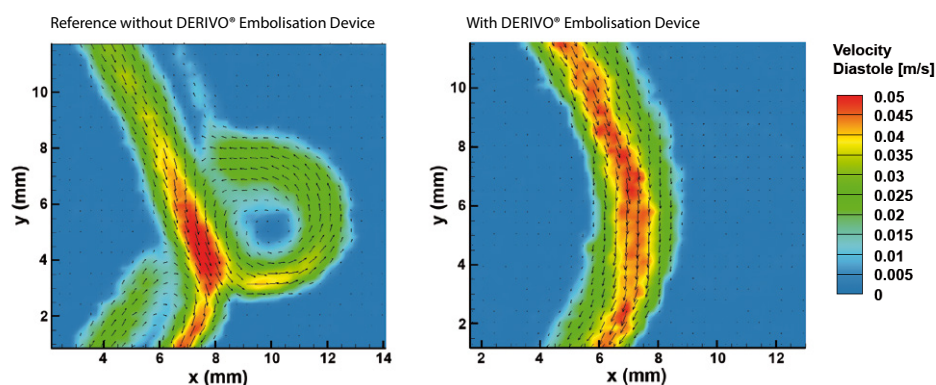 Reference without DERIVO® Embolisation Device
With DERIVO® Embolisation Device
y (mm)
10
8
6
4
2
4 6 8 10 12 14
x (mm)
y (mm)
10
8
6
4
2
2 4 6 8 10 12
x (mm)
Velocity
Diastole [m/s]
0.05
0.045
0.04
0.035
0.03
0.025
0.02
0.015
0.01
0.005
0